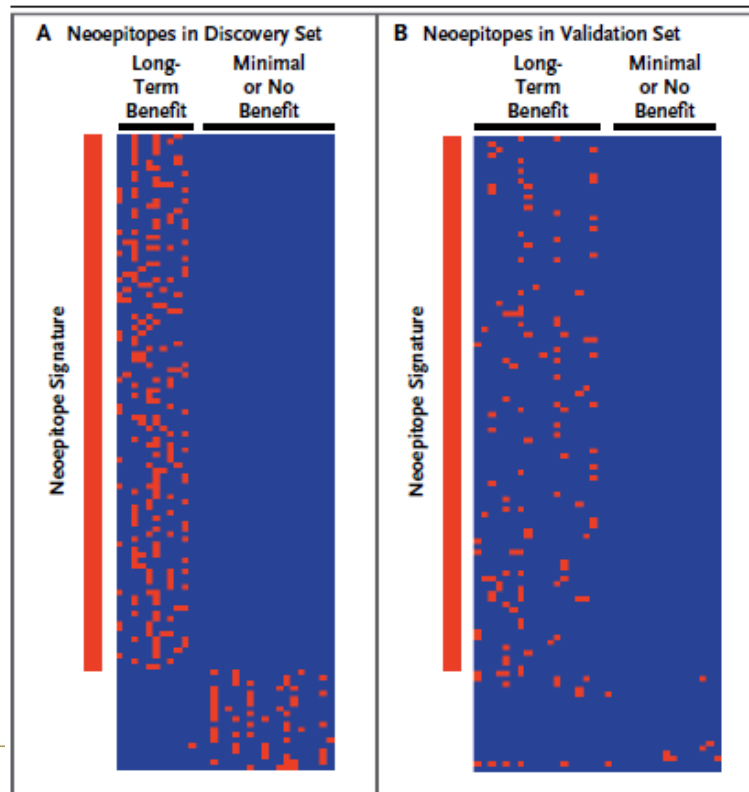 A Neoepitopes in Discovery Set
Long-
Term
Benefit
Minimal
or No
Benefit
Neoepitope Signature
B Neoepitopes in Validation Set
Long-
Term
Benefit
Minimal
or No
Benefit
Neoepitope Signature